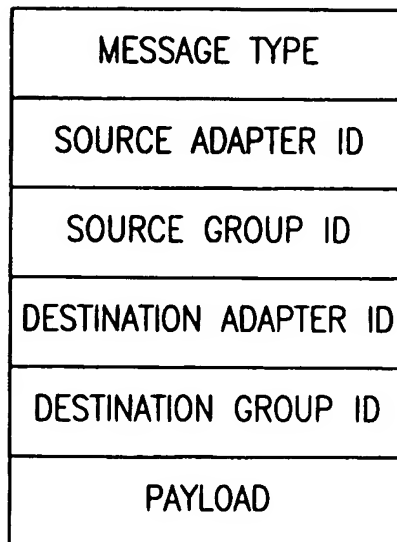 MESSAGE TYPE
SOURCE ADAPTER ID
SOURCE GROUP ID
DESTINATION ADAPTER ID
DESTINATION GROUP ID
PAYLOAD